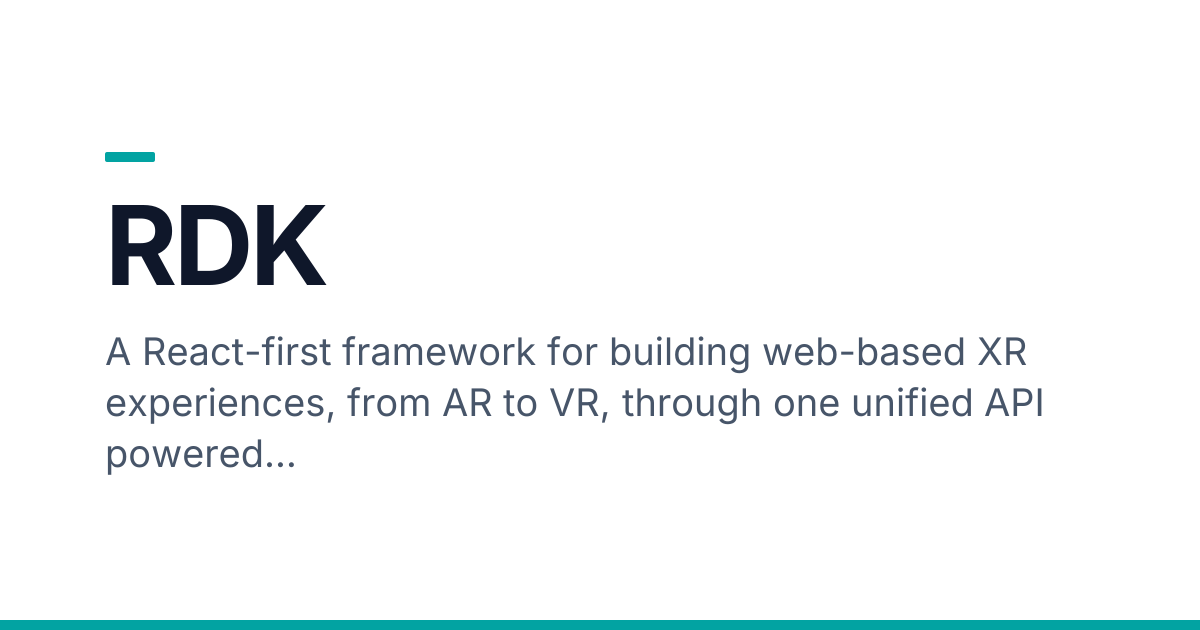 RDK
A React-first framework for building web-based XR
experiences, from AR to VR, through one unified API
powered...